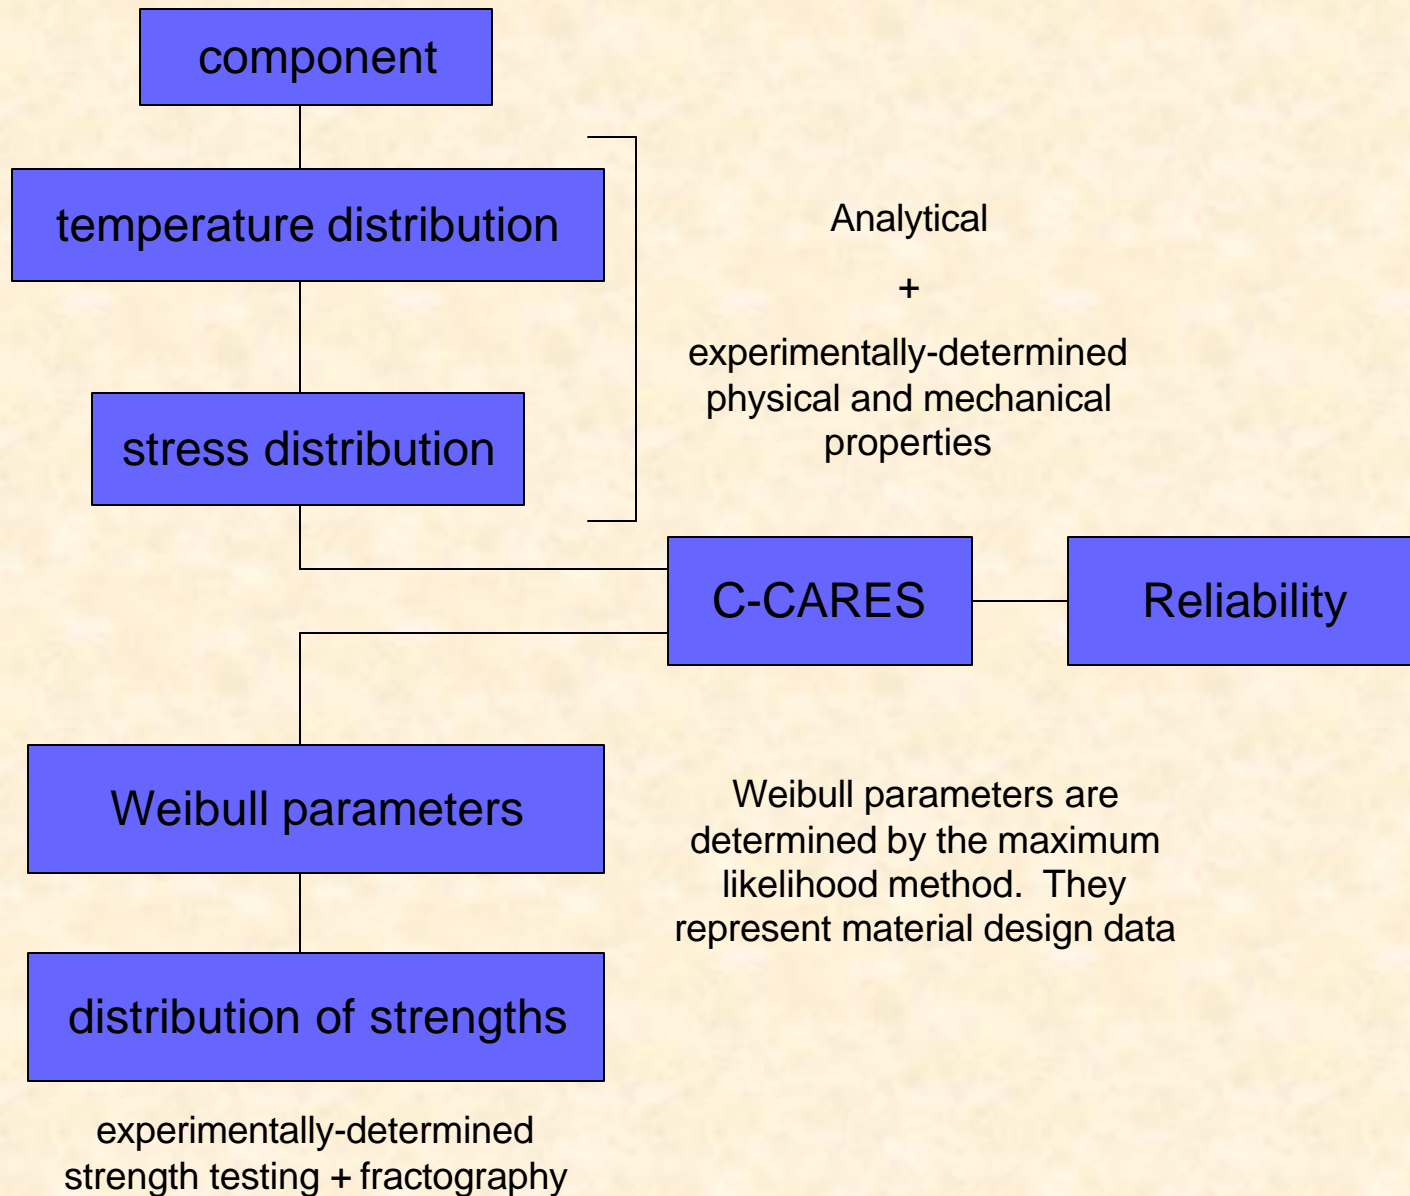 component
temperature distribution
Analytical
+
experimentally-determined
physical and mechanical
properties
stress distribution
C-CARES
Reliability
Weibull parameters
Weibull parameters are
determined by the maximum
likelihood method.  They
represent material design data
distribution of strengths
experimentally-determined
strength testing + fractography